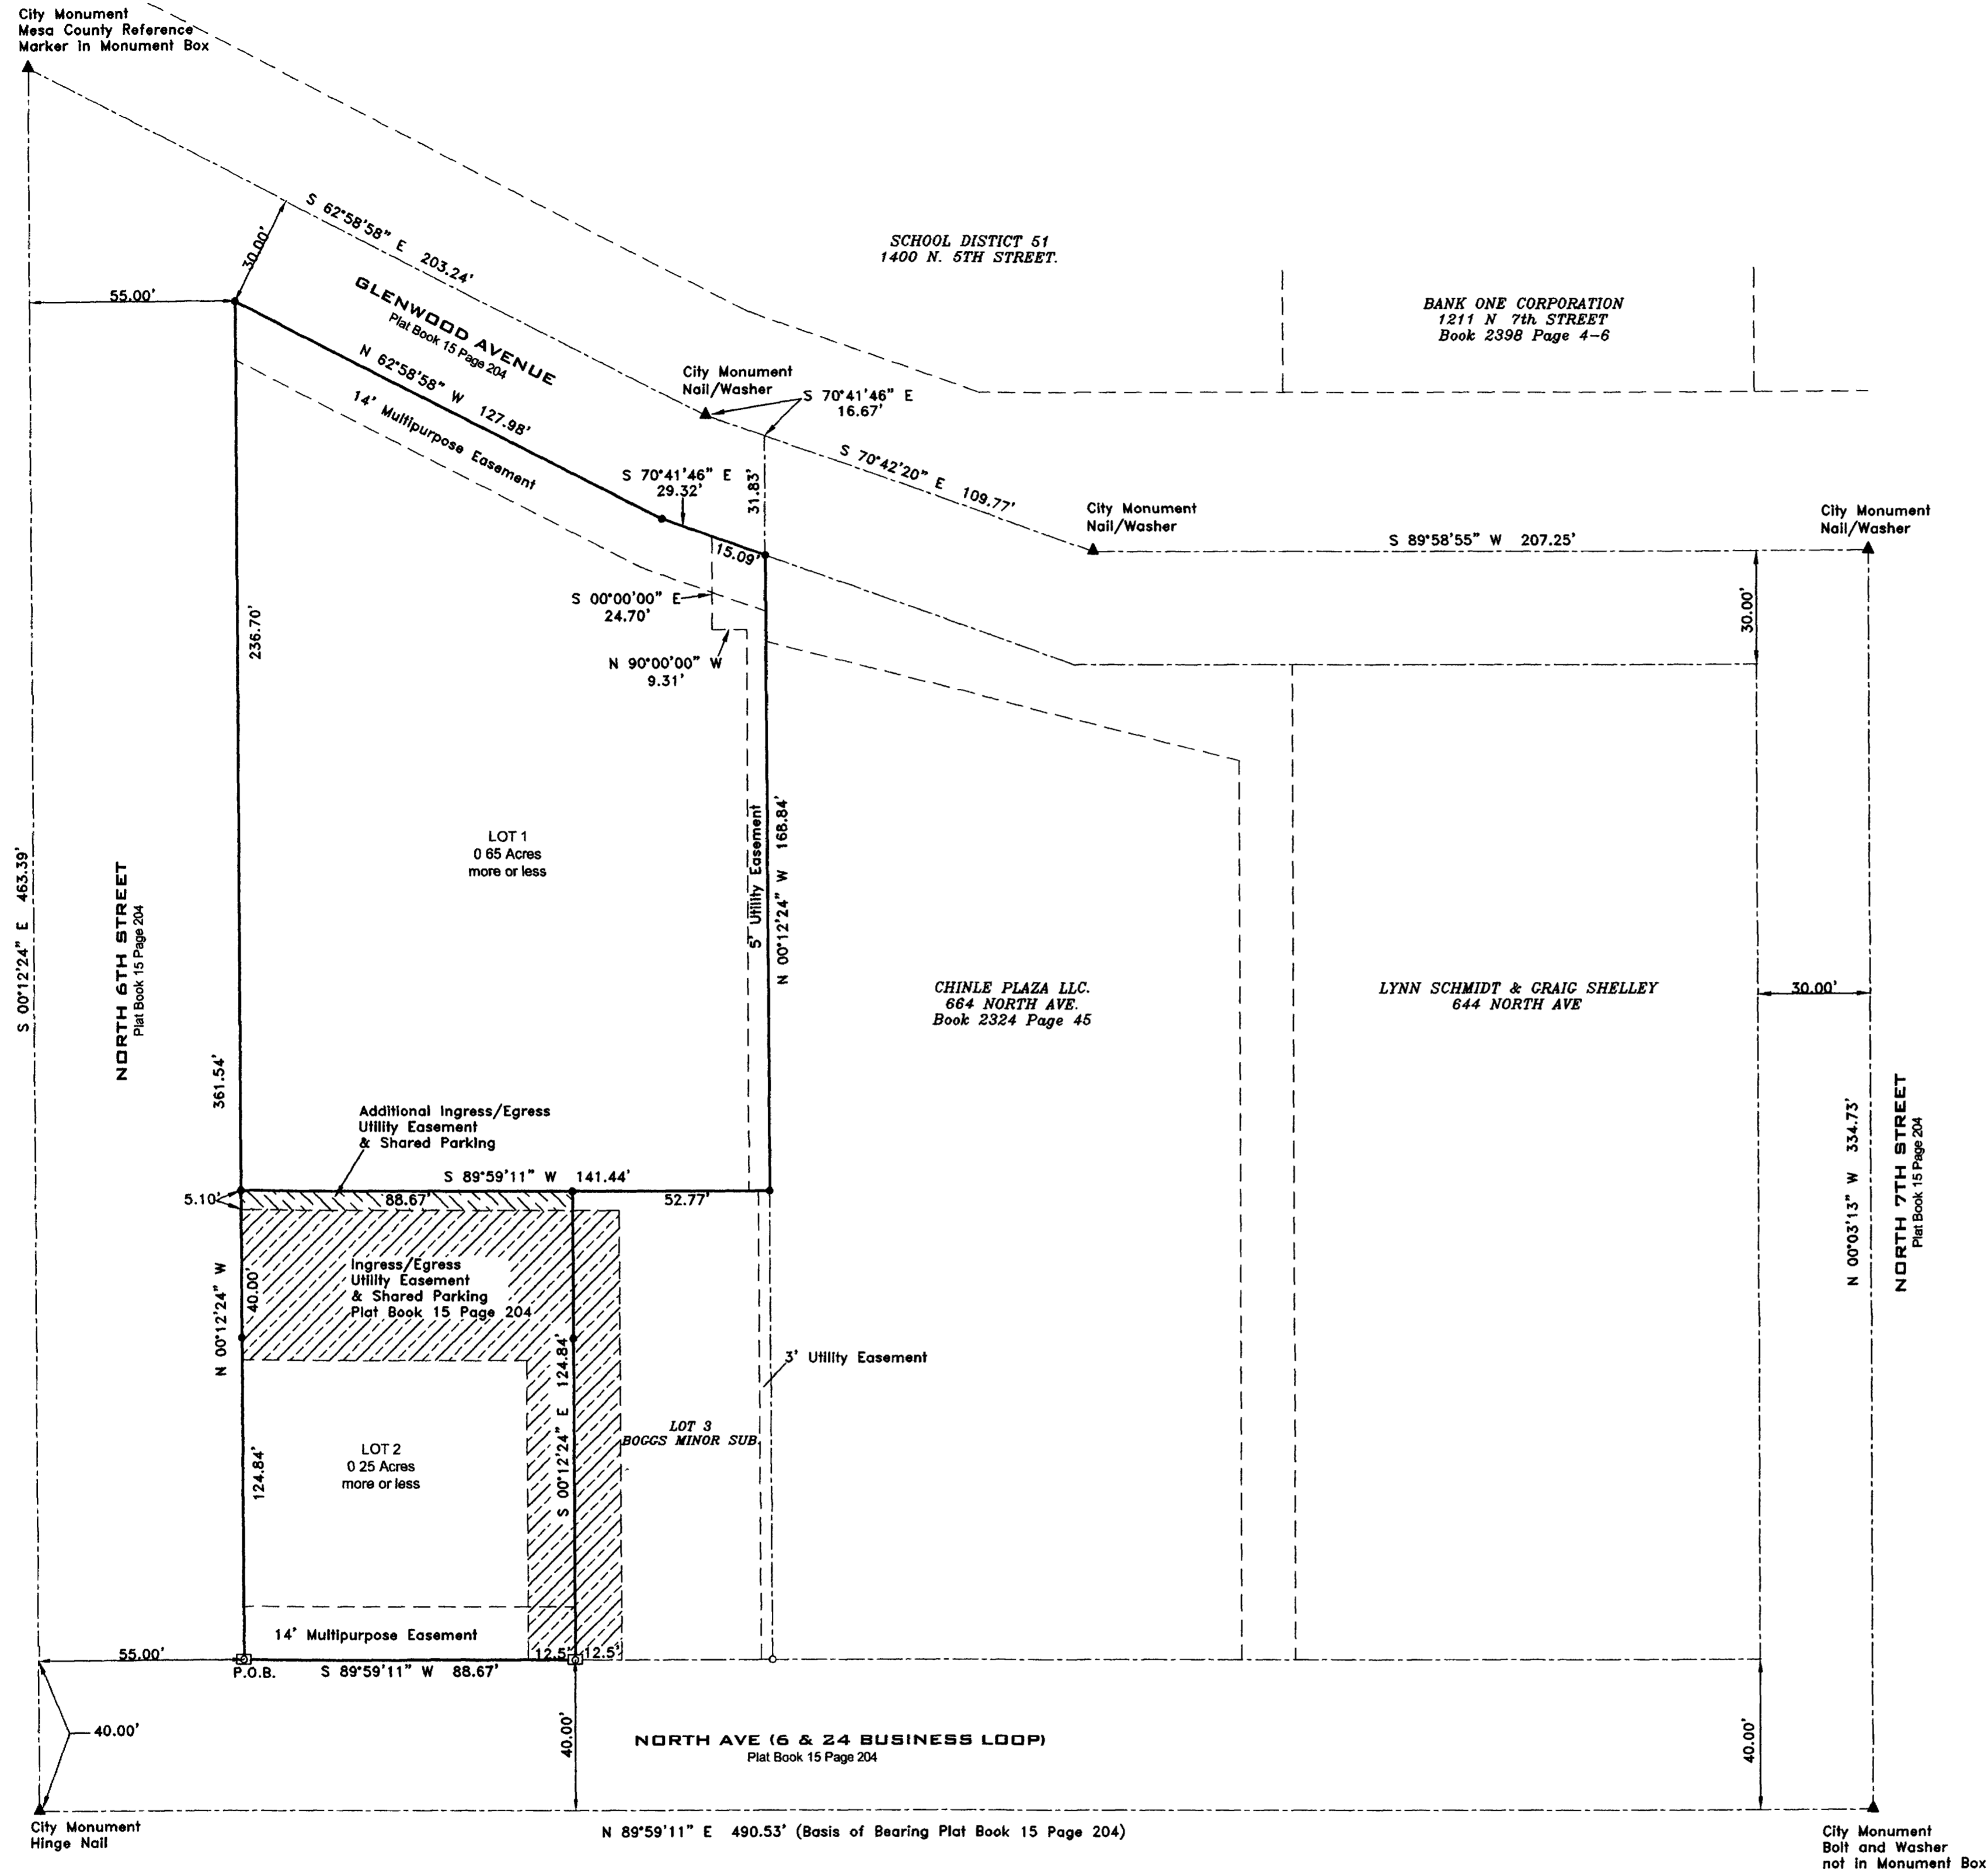 City Monument
Mesa County Reference
Marker in Monument Box
S 62°58'58" E 203.24'
30.00'
55.00'
GLENWOOD AVENUE
Plat Book 15 Page 204
N 62°58'58" W 127.98'
14' Multipurpose Easement
SCHOOL DISTICT 51
1400 N. 5TH STREET.
BANK ONE CORPORATION
1211 N 7th STREET
Book 2398 Page 4-6
City Monument
Nail/Washer
S 70°41'46" E
16.67'
S 70°42'20" E 109.77'
S 70°41'46" E
29.32'
31.83'
15.09'
City Monument
Nail/Washer
City Monument
Nail/Washer
S 89°58'55" W 207.25'
30.00'
S 00°00'00" E
24.70'
N 90°00'00" W
9.31'
236.70'
LOT 1
0 65 Acres
more or less
5' Utility Easement
N 00°12'24" W 168.84'
S 00°12'24" E 463.39'
NORTH 6TH STREET
Plat Book 15 Page 204
361.54'
CHINLE PLAZA LLC.
664 NORTH AVE.
Book 2324 Page 45
LYNN SCHMIDT & GRAIG SHELLEY
644 NORTH AVE
30.00'
N 00°03'13" W 334.73'
NORTH 7TH STREET
Plat Book 15 Page 204
Additional Ingress/Egress
Utility Easement
& Shared Parking
S 89°59'11" W 141.44'
5.10'
88.67'
52.77'
N 00°12'24" W
40.00'
Ingress/Egress
Utility Easement
& Shared Parking
Plat Book 15 Page 204
S 00°12'24" E 124.84'
3' Utility Easement
LOT 3
BOGGS MINOR SUB.
LOT 2
0 25 Acres
more or less
124.84'
14' Multipurpose Easement
55.00'
12.5'
12.5'
P.O.B.
S 89°59'11" W 88.67'
40.00'
40.00'
NORTH AVE (6 & 24 BUSINESS LOOP)
Plat Book 15 Page 204
40.00'
City Monument
Hinge Nail
N 89°59'11" E 490.53' (Basis of Bearing Plat Book 15 Page 204)
City Monument
Bolt and Washer
not in Monument Box